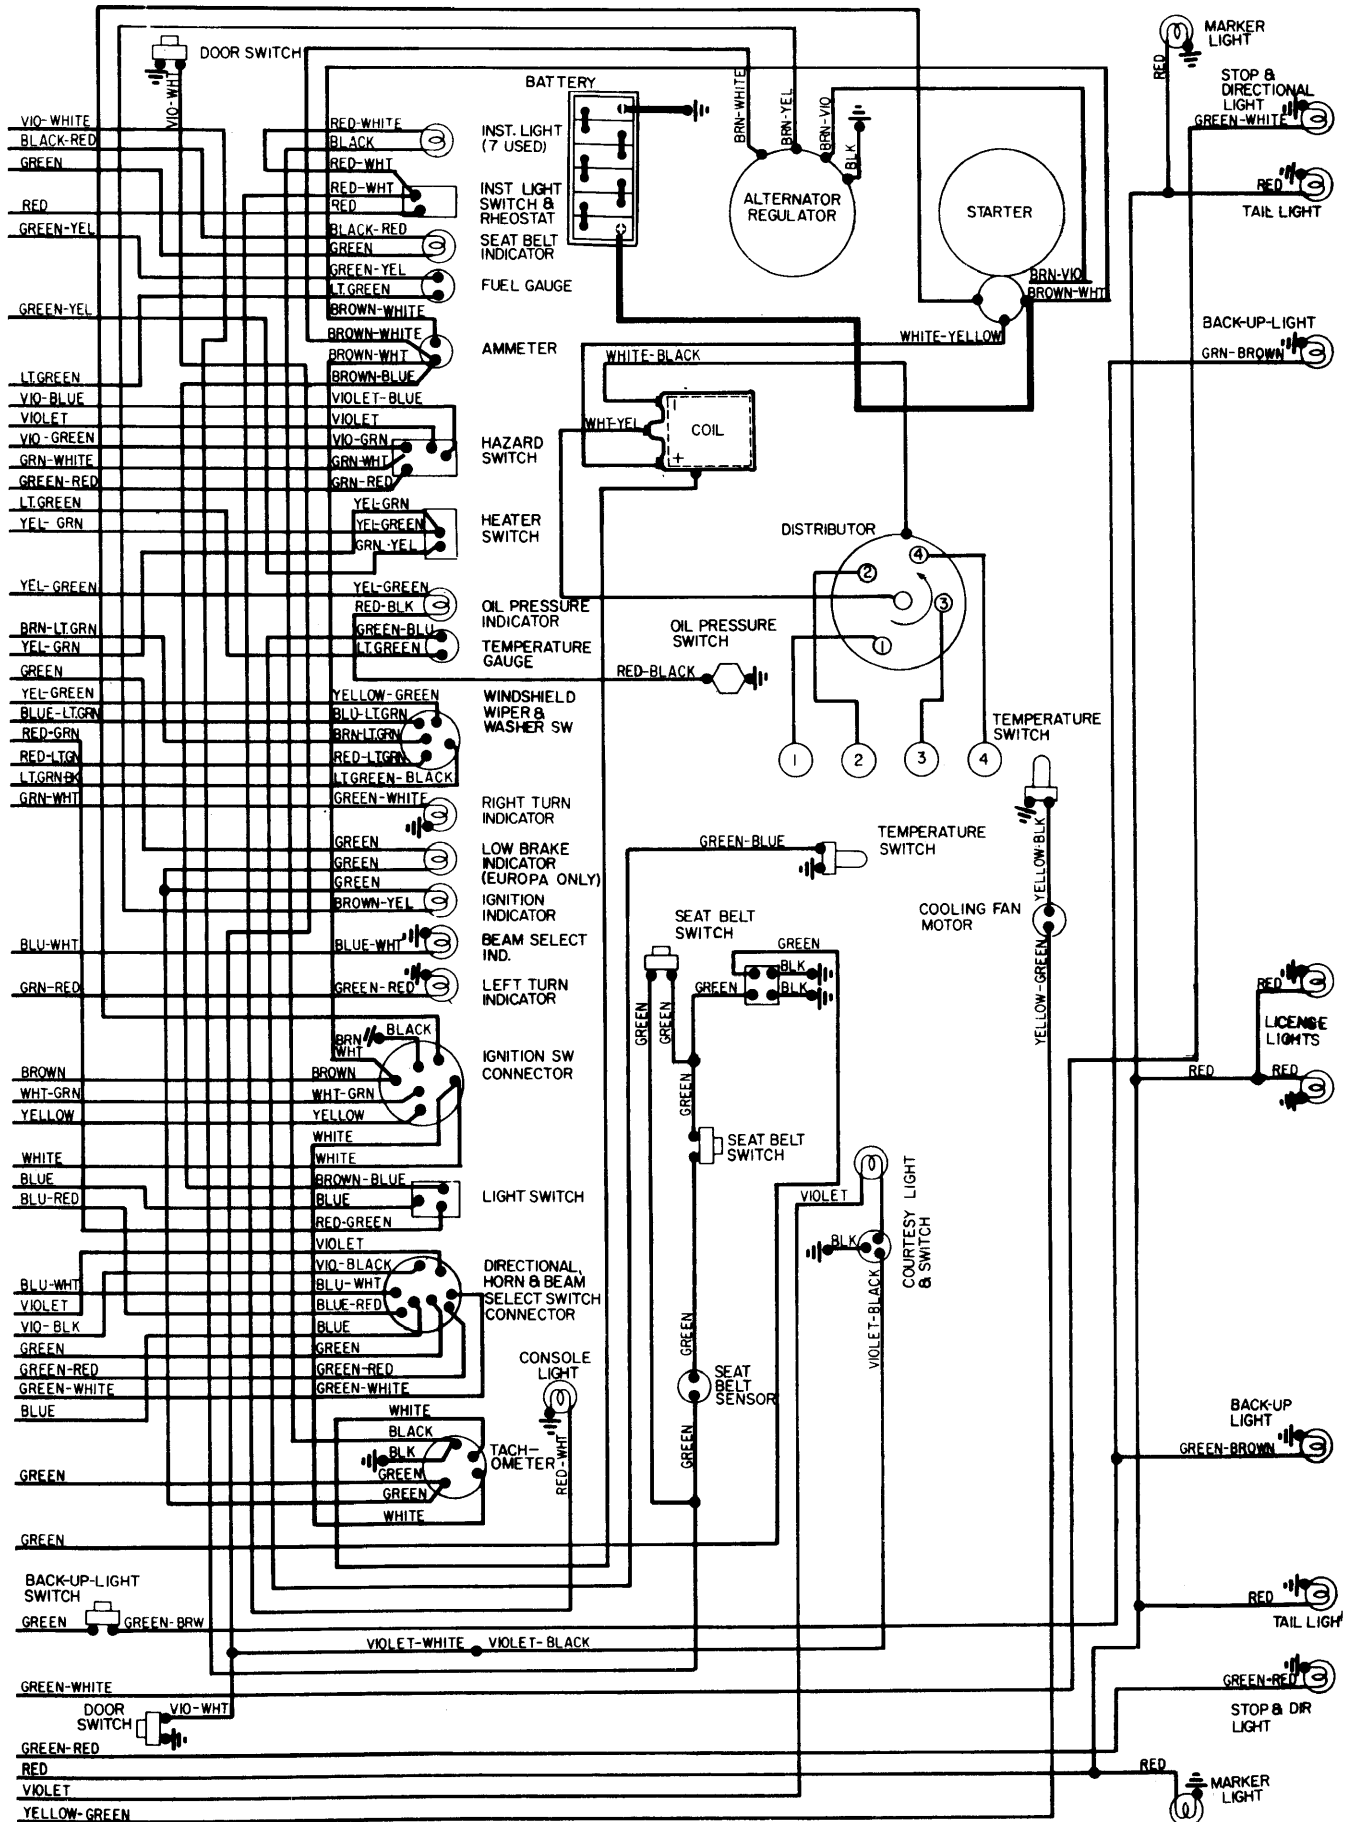 DOOR SWITCH
VIO-WHT
VIO-WHITE
BLACK-RED
GREEN
RED
GREEN-YEL
GREEN-YEL
LT.GREEN
VIO-BLUE
VIOLET
VIO-GREEN
GRN-WHITE
GREEN-RED
LT.GREEN
YEL- GRN
YEL-GREEN
BRN-LT.GRN
YEL-GRN
GREEN
YEL-GREEN
BLUE-LT.GRN
RED-GRN
RED-LT.GN
LT.GRN-BK
GRN-WHT
BLU-WHT
GRN-RED
BROWN
WHT-GRN
YELLOW
WHITE
BLUE
BLU-RED
BLU-WHT
VIOLET
VIO-BLK
GREEN
GREEN-RED
GREEN-WHITE
BLUE
GREEN
GREEN
BACK-UP-LIGHT
SWITCH
GREEN
GREEN-BRW
GREEN-WHITE
DOOR
SWITCH
VIO-WHT
GREEN-RED
RED
VIOLET
YELLOW-GREEN
RED-WHITE
BLACK
RED-WHT
RED-WHT
RED
BLACK-RED
GREEN
GREEN-YEL
LT.GREEN
BROWN-WHITE
BROWN-WHITE
BROWN-WHT
BROWN-BLUE
VIOLET-BLUE
VIOLET
VIO-GRN
GRN-WHT
GRN-RED
YEL-GRN
YEL-GREEN
GRN-YEL
YEL-GREEN
RED-BLK
GREEN-BLU
LT.GREEN
YELLOW-GREEN
BLU-LT.GRN
BRN-LT.GRN
RED-LT.GRN
LT.GREEN-BLACK
GREEN-WHITE
GREEN
GREEN
GREEN
BROWN-YEL
BLUE-WHT
GREEN-RED
BLACK
BRN
WHT
BROWN
WHT-GRN
YELLOW
WHITE
WHITE
BROWN-BLUE
BLUE
RED-GREEN
VIOLET
VIO-BLACK
BLU-WHT
BLUE-RED
BLUE
GREEN
GREEN-RED
GREEN-WHITE
WHITE
BLACK
BLK
GREEN
GREEN
WHITE
INST. LIGHT
(7 USED)
INST LIGHT
SWITCH &
RHEOSTAT
SEAT BELT
INDICATOR
FUEL GAUGE
AMMETER
HAZARD
SWITCH
HEATER
SWITCH
OIL PRESSURE
INDICATOR
TEMPERATURE
GAUGE
WINDSHIELD
WIPER &
WASHER SW
RIGHT TURN
INDICATOR
LOW BRAKE
INDICATOR
(EUROPA ONLY)
IGNITION
INDICATOR
BEAM SELECT
IND.
LEFT TURN
INDICATOR
IGNITION SW
CONNECTOR
LIGHT SWITCH
DIRECTIONAL,
HORN & BEAM
SELECT SWITCH
CONNECTOR
CONSOLE
LIGHT
RED-WHT
TACH-
OMETER
VIOLET-WHITE
VIOLET-BLACK
BATTERY
BRN-WHITE
BRN-YEL
BRN-VIO
BLK
ALTERNATOR
REGULATOR
STARTER
BRN-VIO
BROWN-WHT
WHITE-YELLOW
WHITE-BLACK
WHT-YEL
COIL
+
DISTRIBUTOR
4
2
3
1
OIL PRESSURE
SWITCH
RED-BLACK
1
2
3
4
TEMPERATURE
SWITCH
YELLOW-BLK
TEMPERATURE
SWITCH
GREEN-BLUE
COOLING FAN
MOTOR
YELLOW-GREEN
SEAT BELT
SWITCH
GREEN
BLK
GREEN
BLK
GREEN
GREEN
GREEN
SEAT BELT
SWITCH
VIOLET
COURTESY LIGHT
& SWITCH
BLK
VIOLET-BLACK
GREEN
SEAT
BELT
SENSOR
GREEN
MARKER
LIGHT
RED
STOP &
DIRECTIONAL
LIGHT
GREEN-WHITE
RED
TAIL LIGHT
BACK-UP-LIGHT
GRN-BROWN
RED
LICENSE
LIGHTS
RED
RED
BACK-UP
LIGHT
GREEN-BROWN
RED
TAIL LIGH
GREEN-RED
STOP & DIR
LIGHT
RED
MARKER
LIGHT